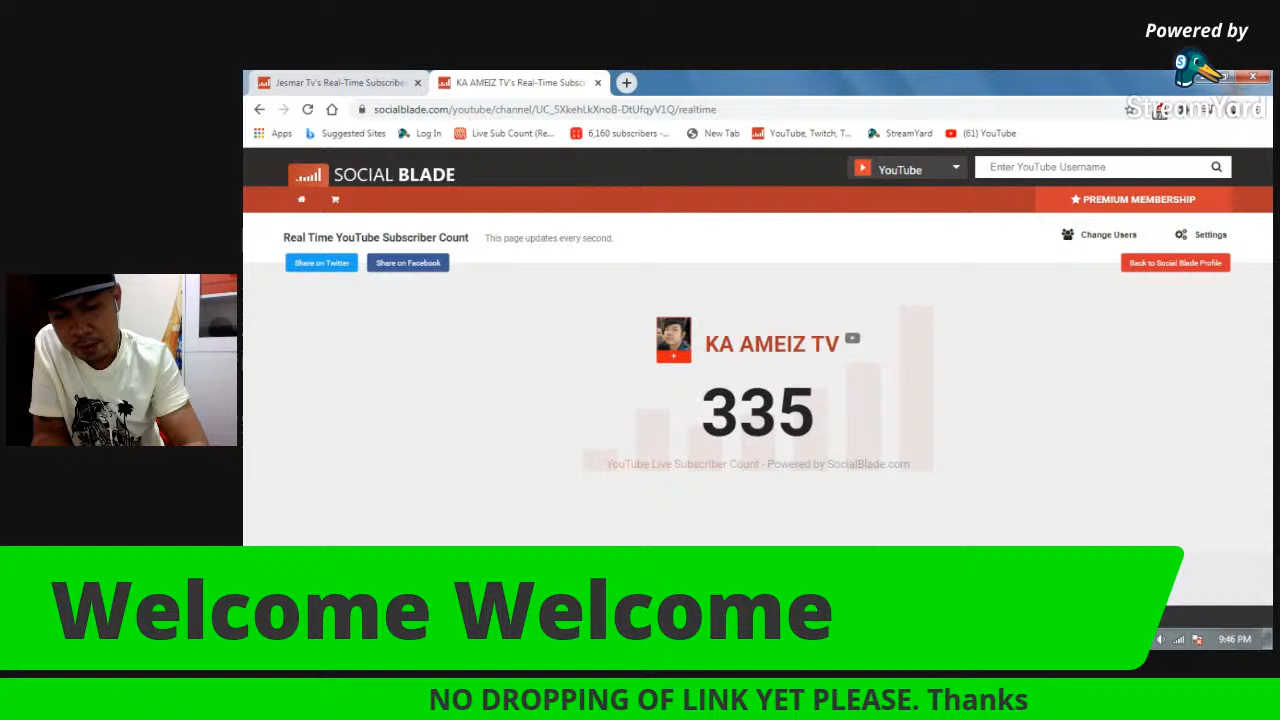 Powered by
StreamYard
Jesmar Tv's Real-Time Subscribe
KA AMEIZ TV's Real-Time Subsc
socialblade.com/youtube/channel/UC_5XkehLkXnoB-DtUfqyV1Q/realtime
Apps
Suggested Sites
Log In
Live Sub Count (Re...
6,160 subscribers -...
New Tab
YouTube, Twitch, T...
StreamYard
(61) YouTube
SOCIAL BLADE
YouTube
Enter YouTube Username
PREMIUM MEMBERSHIP
Real Time YouTube Subscriber Count
This page updates every second.
Change Users
Settings
Share on Twitter
Share on Facebook
Back to Social Blade Profile
KA AMEIZ TV
335
YouTube Live Subscriber Count - Powered by SocialBlade.com
Welcome Welcome
9:46 PM
NO DROPPING OF LINK YET PLEASE. Thanks